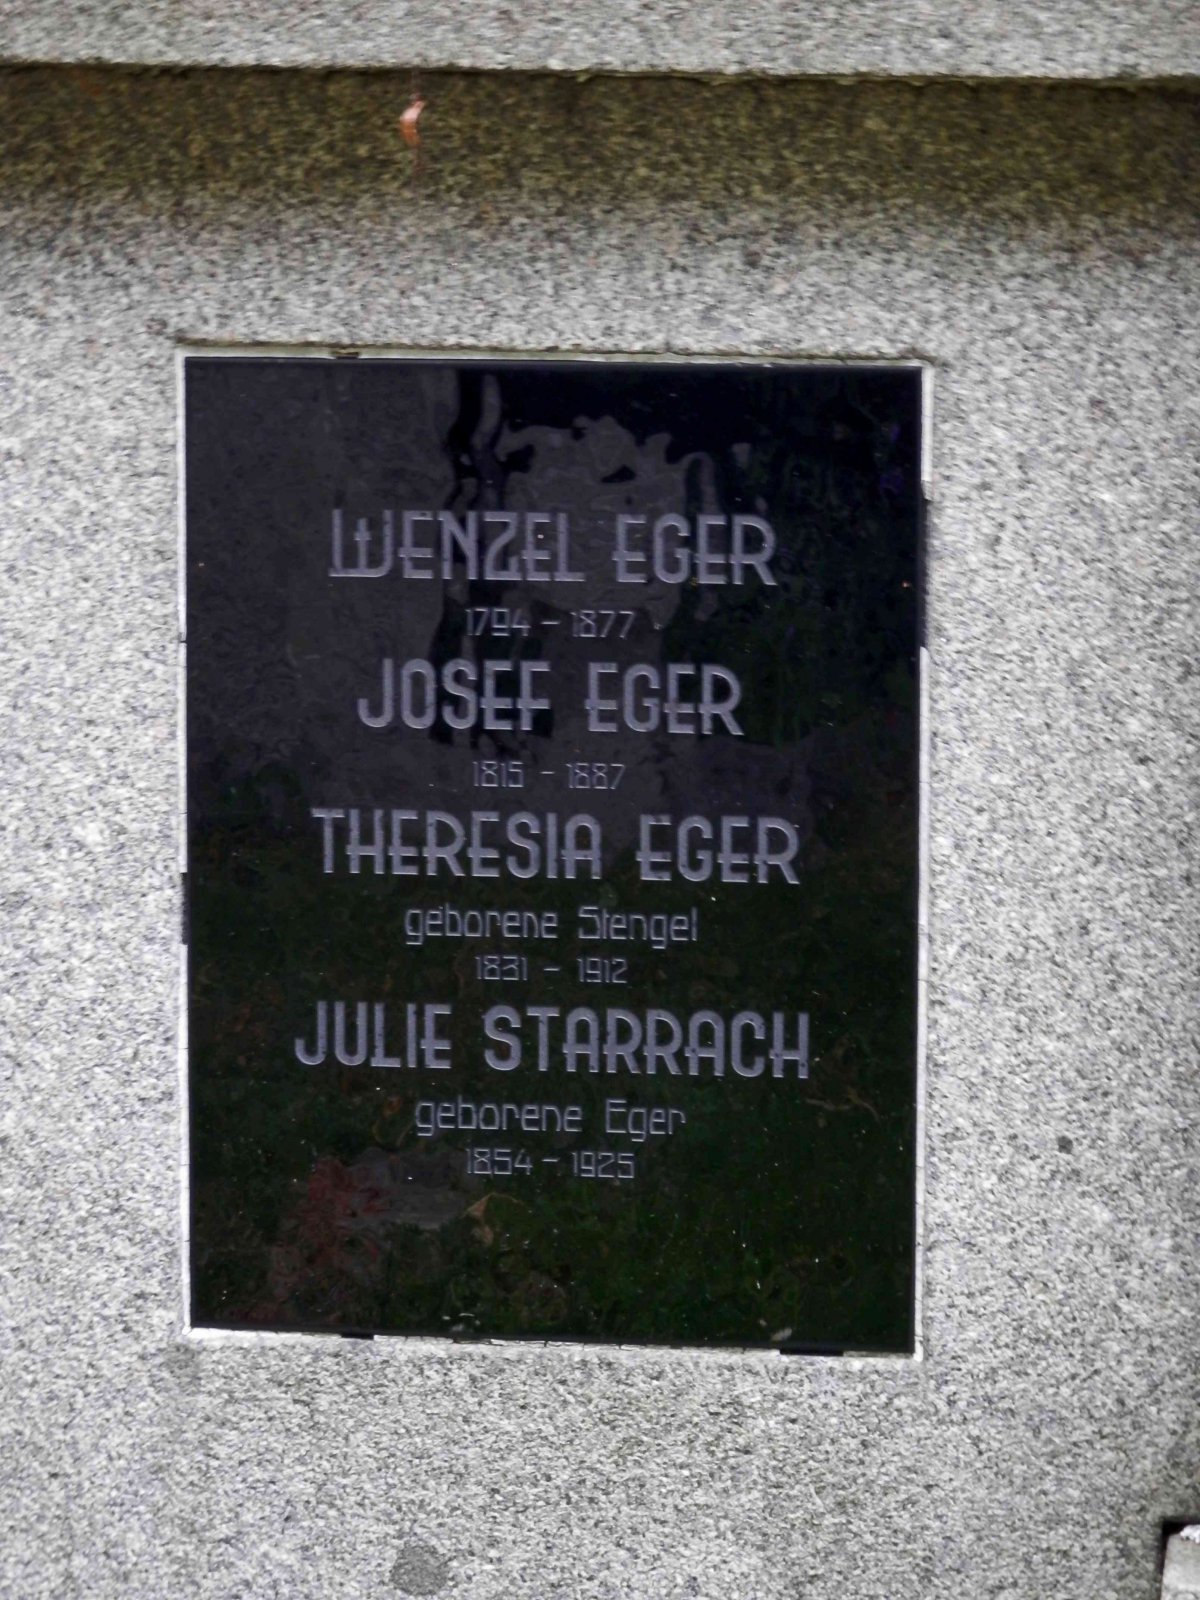 WENZEL EGER
1794 - 1877
JOSEF EGER
1815 - 1887
THERESIA EGER
geborene Stengel
1831 - 1912
JULIE STARRACH
geborene Eger
1854 - 1925